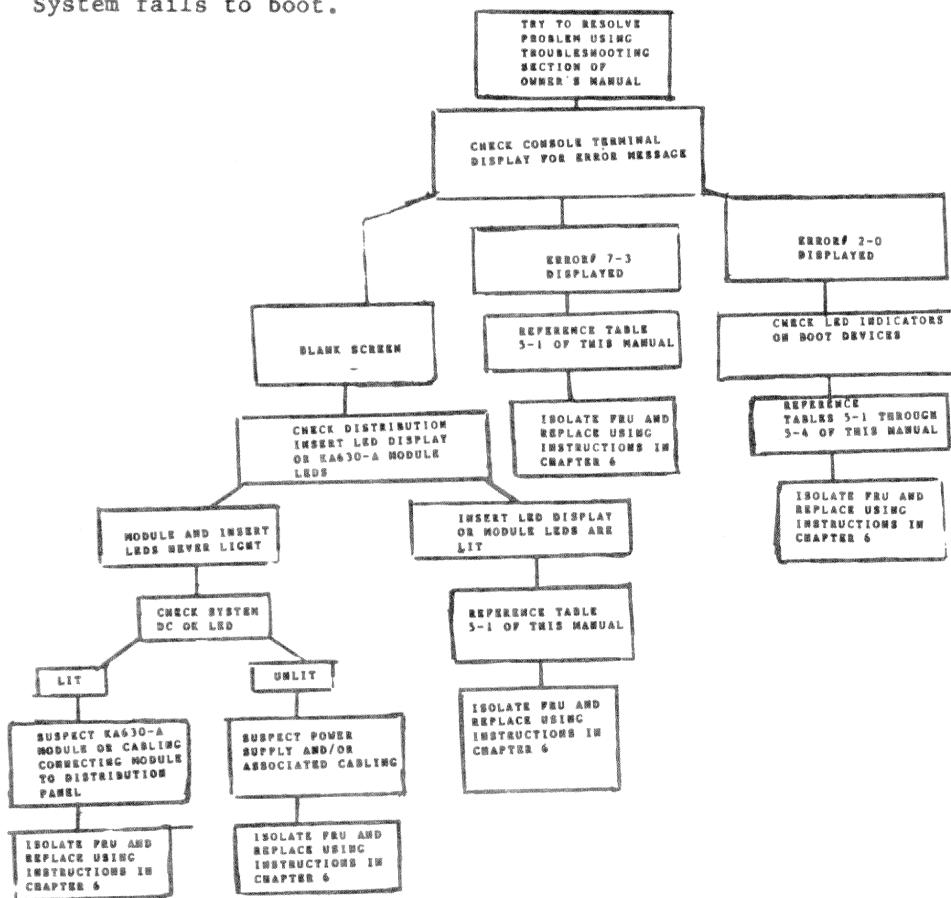 System fails to boot.
TRY TO RESOLVE
PROBLEM USING
TROUBLESHOOTING
SECTION OF
OWNER'S MANUAL
CHECK CONSOLE TERMINAL
DISPLAY FOR ERROR MESSAGE
BLANK SCREEN
ERROR# 7-3
DISPLAYED
ERROR# 2-0
DISPLAYED
REFERENCE TABLE
5-1 OF THIS MANUAL
CHECK LED INDICATORS
ON BOOT DEVICES
ISOLATE FRU AND
REPLACE USING
INSTRUCTIONS IN
CHAPTER 6
REFERENCE
TABLES 5-1 THROUGH
5-4 OF THIS MANUAL
ISOLATE FRU AND
REPLACE USING
INSTRUCTIONS IN
CHAPTER 6
CHECK DISTRIBUTION
INSERT LED DISPLAY
OR KA630-A MODULE
LEDS
MODULE AND INSERT
LEDS NEVER LIGHT
INSERT LED DISPLAY
OR MODULE LEDS ARE
LIT
CHECK SYSTEM
DC OK LED
REFERENCE TABLE
5-1 OF THIS MANUAL
LIT
UNLIT
ISOLATE FRU AND
REPLACE USING
INSTRUCTIONS IN
CHAPTER 6
SUSPECT KA630-A
MODULE OR CABLING
CONNECTING MODULE
TO DISTRIBUTION
PANEL
SUSPECT POWER
SUPPLY AND/OR
ASSOCIATED CABLING
ISOLATE FRU AND
REPLACE USING
INSTRUCTIONS IN
CHAPTER 6
ISOLATE FRU AND
REPLACE USING
INSTRUCTIONS IN
CHAPTER 6